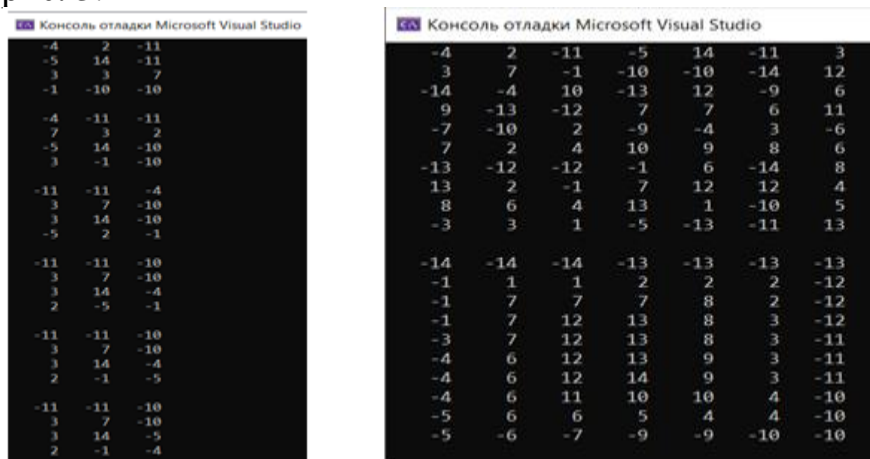 Консоль отладки Microsoft Visual Studio
-4 2 -11
-5 14 -11
3 3 7
-1 -10 -10
-4 -11 -11
7 3 2
-5 14 -10
3 -1 -10
-11 -11 -4
3 7 -10
3 14 -10
-5 2 -1
-11 -11 -10
3 7 -10
3 14 -4
2 -5 -1
-11 -11 -10
3 7 -10
3 14 -4
2 -1 -5
-11 -11 -10
3 7 -10
3 14 -5
2 -1 -4
Консоль отладки Microsoft Visual Studio
-4 2 -11 -5 14 -11 3
3 7 -1 -10 -10 -14 12
-14 -4 10 -13 12 -9 6
9 -13 -12 7 7 6 11
-7 -10 2 -9 -4 3 -6
7 2 4 10 9 8 6
-13 -12 -12 -1 6 -14 8
13 2 -1 7 12 12 4
8 6 4 13 1 -10 5
-3 3 1 -5 -13 -11 13
-14 -14 -14 -13 -13 -13 -13
-1 1 1 2 2 2 -12
-1 7 7 7 8 2 -12
-1 7 12 13 8 3 -12
-3 7 12 13 8 3 -11
-4 6 12 13 9 3 -11
-4 6 12 14 9 3 -11
-4 6 11 10 10 4 -10
-5 6 6 5 4 4 -10
-5 -6 -7 -9 -9 -10 -10